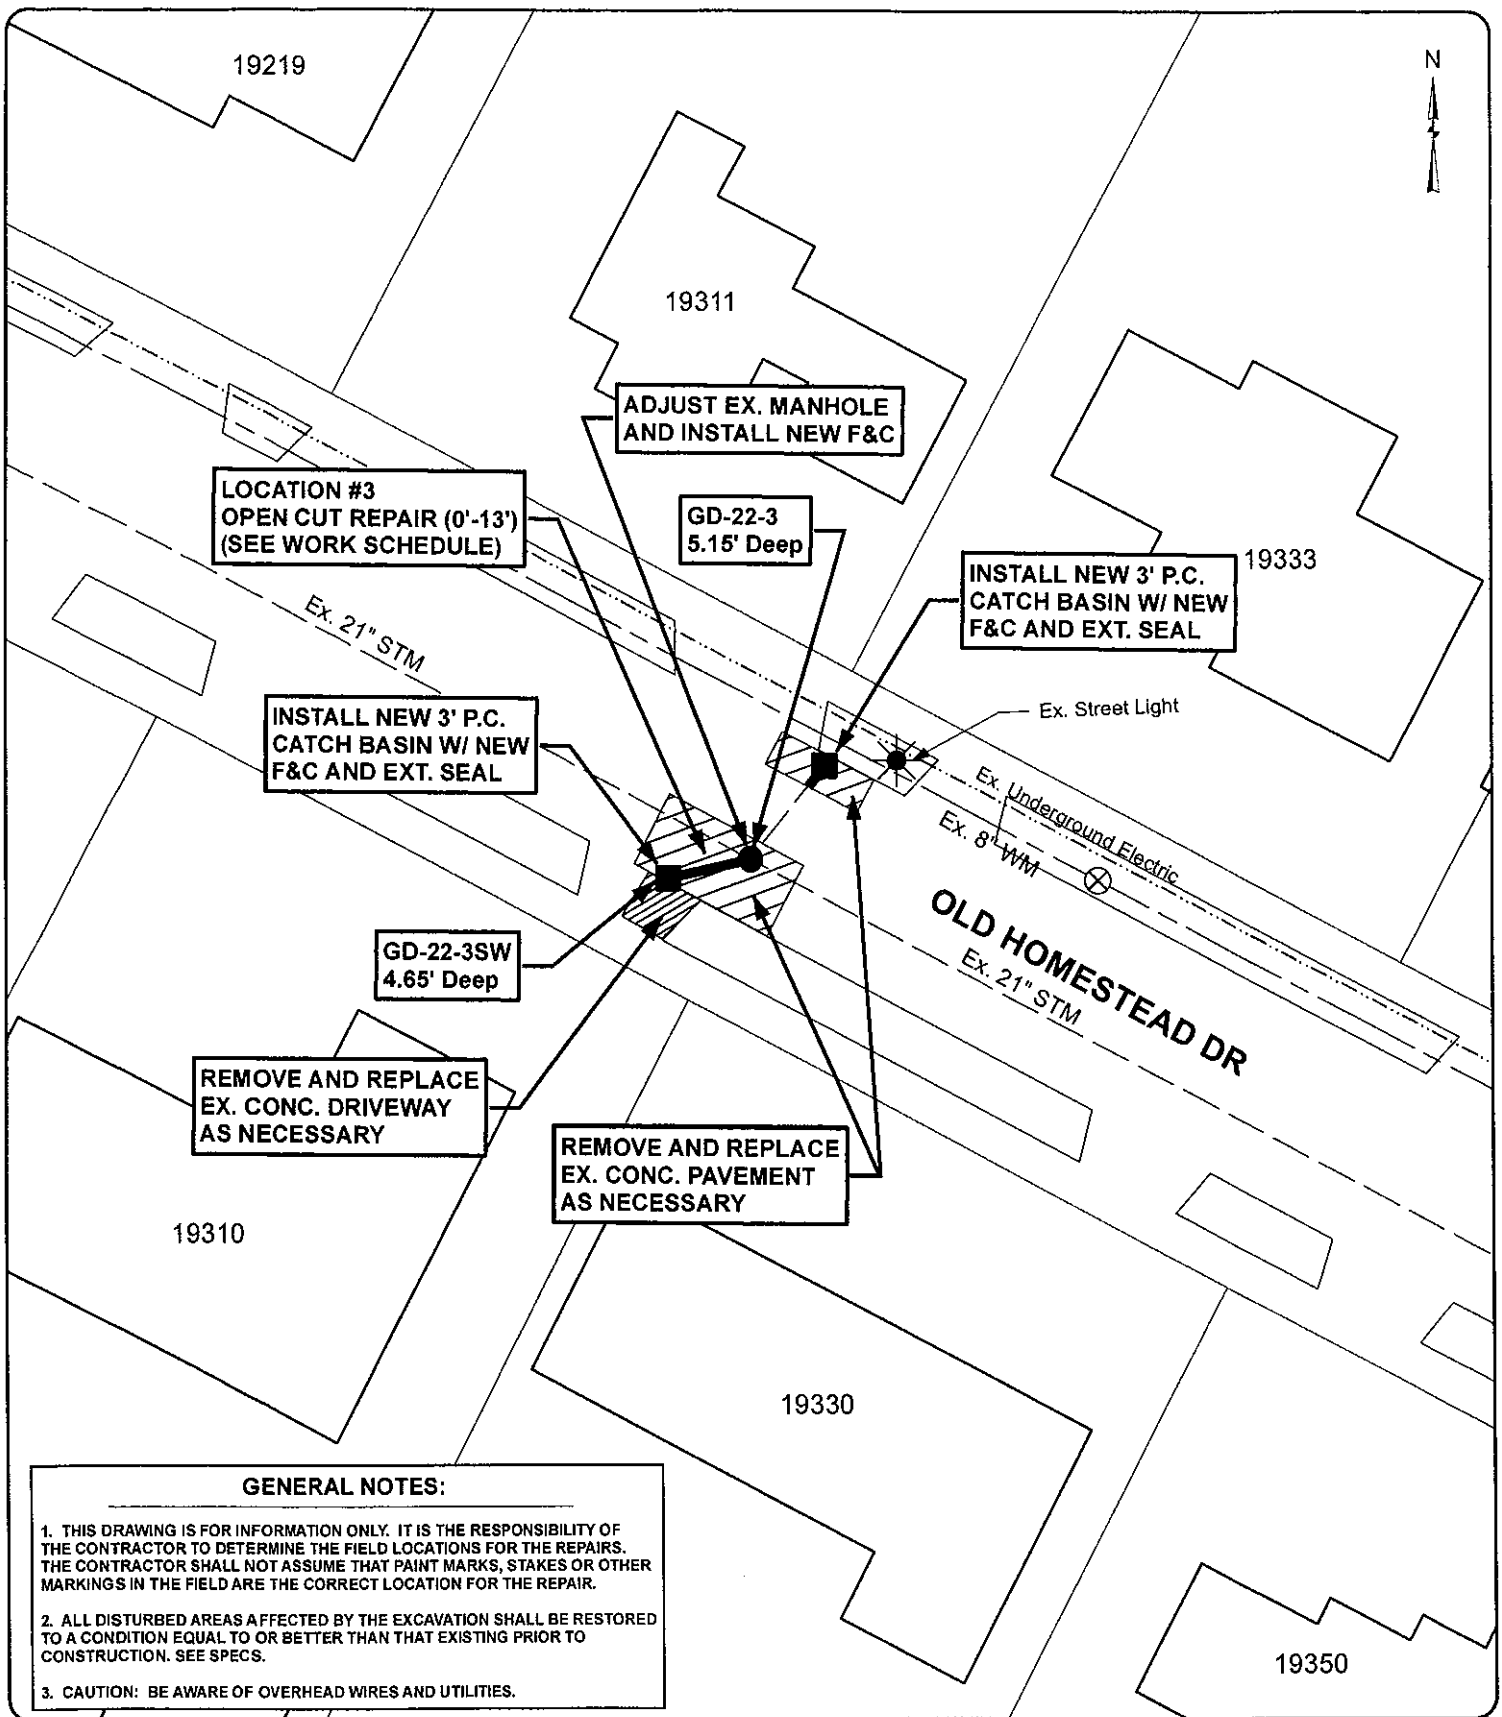 19219
N
19311
ADJUST EX. MANHOLE
AND INSTALL NEW F&C
LOCATION #3
OPEN CUT REPAIR (0'-13')
(SEE WORK SCHEDULE)
GD-22-3
5.15' Deep
INSTALL NEW 3' P.C.
CATCH BASIN W/ NEW
F&C AND EXT. SEAL
19333
Ex. 21" STM
INSTALL NEW 3' P.C.
CATCH BASIN W/ NEW
F&C AND EXT. SEAL
Ex. Street Light
Ex. Underground Electric
Ex. 8" WM
OLD HOMESTEAD DR
Ex. 21" STM
GD-22-3SW
4.65' Deep
REMOVE AND REPLACE
EX. CONC. DRIVEWAY
AS NECESSARY
REMOVE AND REPLACE
EX. CONC. PAVEMENT
AS NECESSARY
19310
19330
19350
GENERAL NOTES:
1. THIS DRAWING IS FOR INFORMATION ONLY. IT IS THE RESPONSIBILITY OF
THE CONTRACTOR TO DETERMINE THE FIELD LOCATIONS FOR THE REPAIRS.
THE CONTRACTOR SHALL NOT ASSUME THAT PAINT MARKS, STAKES OR OTHER
MARKINGS IN THE FIELD ARE THE CORRECT LOCATION FOR THE REPAIR.
2. ALL DISTURBED AREAS AFFECTED BY THE EXCAVATION SHALL BE RESTORED
TO A CONDITION EQUAL TO OR BETTER THAN THAT EXISTING PRIOR TO
CONSTRUCTION. SEE SPECS.
3. CAUTION: BE AWARE OF OVERHEAD WIRES AND UTILITIES.